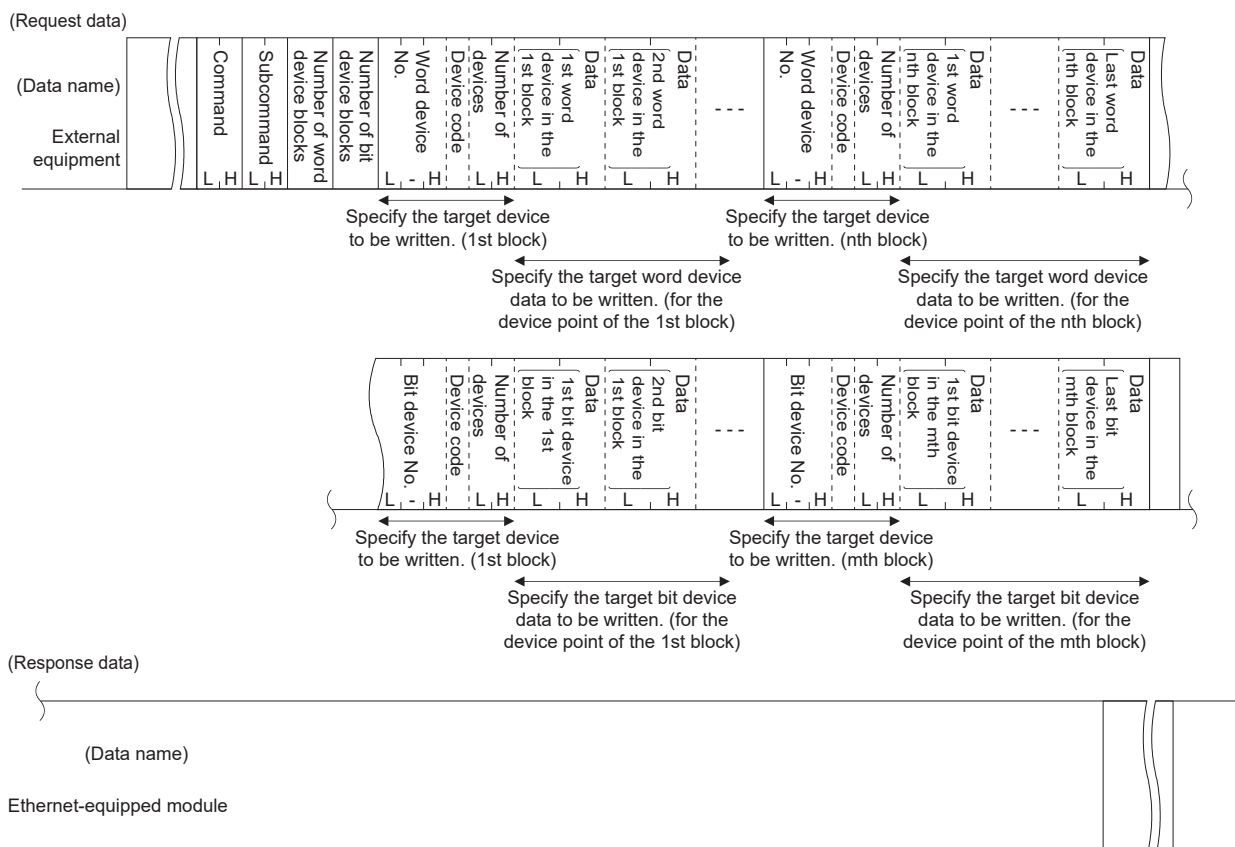 (Request data)
(Data name)
External
equipment
Command
L H
Subcommand
L H
Number of word
device blocks
Number of bit
device blocks
Word device
No.
L - H
Device code
Number of
devices
L H
Data
1st word
device in the
1st block
L H
Data
2nd word
device in the
1st block
L H
- - -
Word device
No.
L - H
Device code
Number of
devices
L H
Data
1st word
device in the
nth block
L H
- - -
Data
Last word
device in the
nth block
L H
Specify the target device
to be written. (1st block)
Specify the target word device
data to be written. (for the
device point of the 1st block)
Specify the target device
to be written. (nth block)
Specify the target word device
data to be written. (for the
device point of the nth block)
Bit device No.
L - H
Device code
Number of
devices
L H
Data
1st bit device
in the 1st
block
L H
Data
2nd bit
device in the
1st block
L H
- - -
Bit device No.
L - H
Device code
Number of
devices
L H
Data
1st bit device
in the mth
block
L H
- - -
Data
Last bit
device in the
mth block
L H
Specify the target device
to be written. (1st block)
Specify the target bit device
data to be written. (for the
device point of the 1st block)
Specify the target device
to be written. (mth block)
Specify the target bit device
data to be written. (for the
device point of the mth block)
(Response data)
(Data name)
Ethernet-equipped module